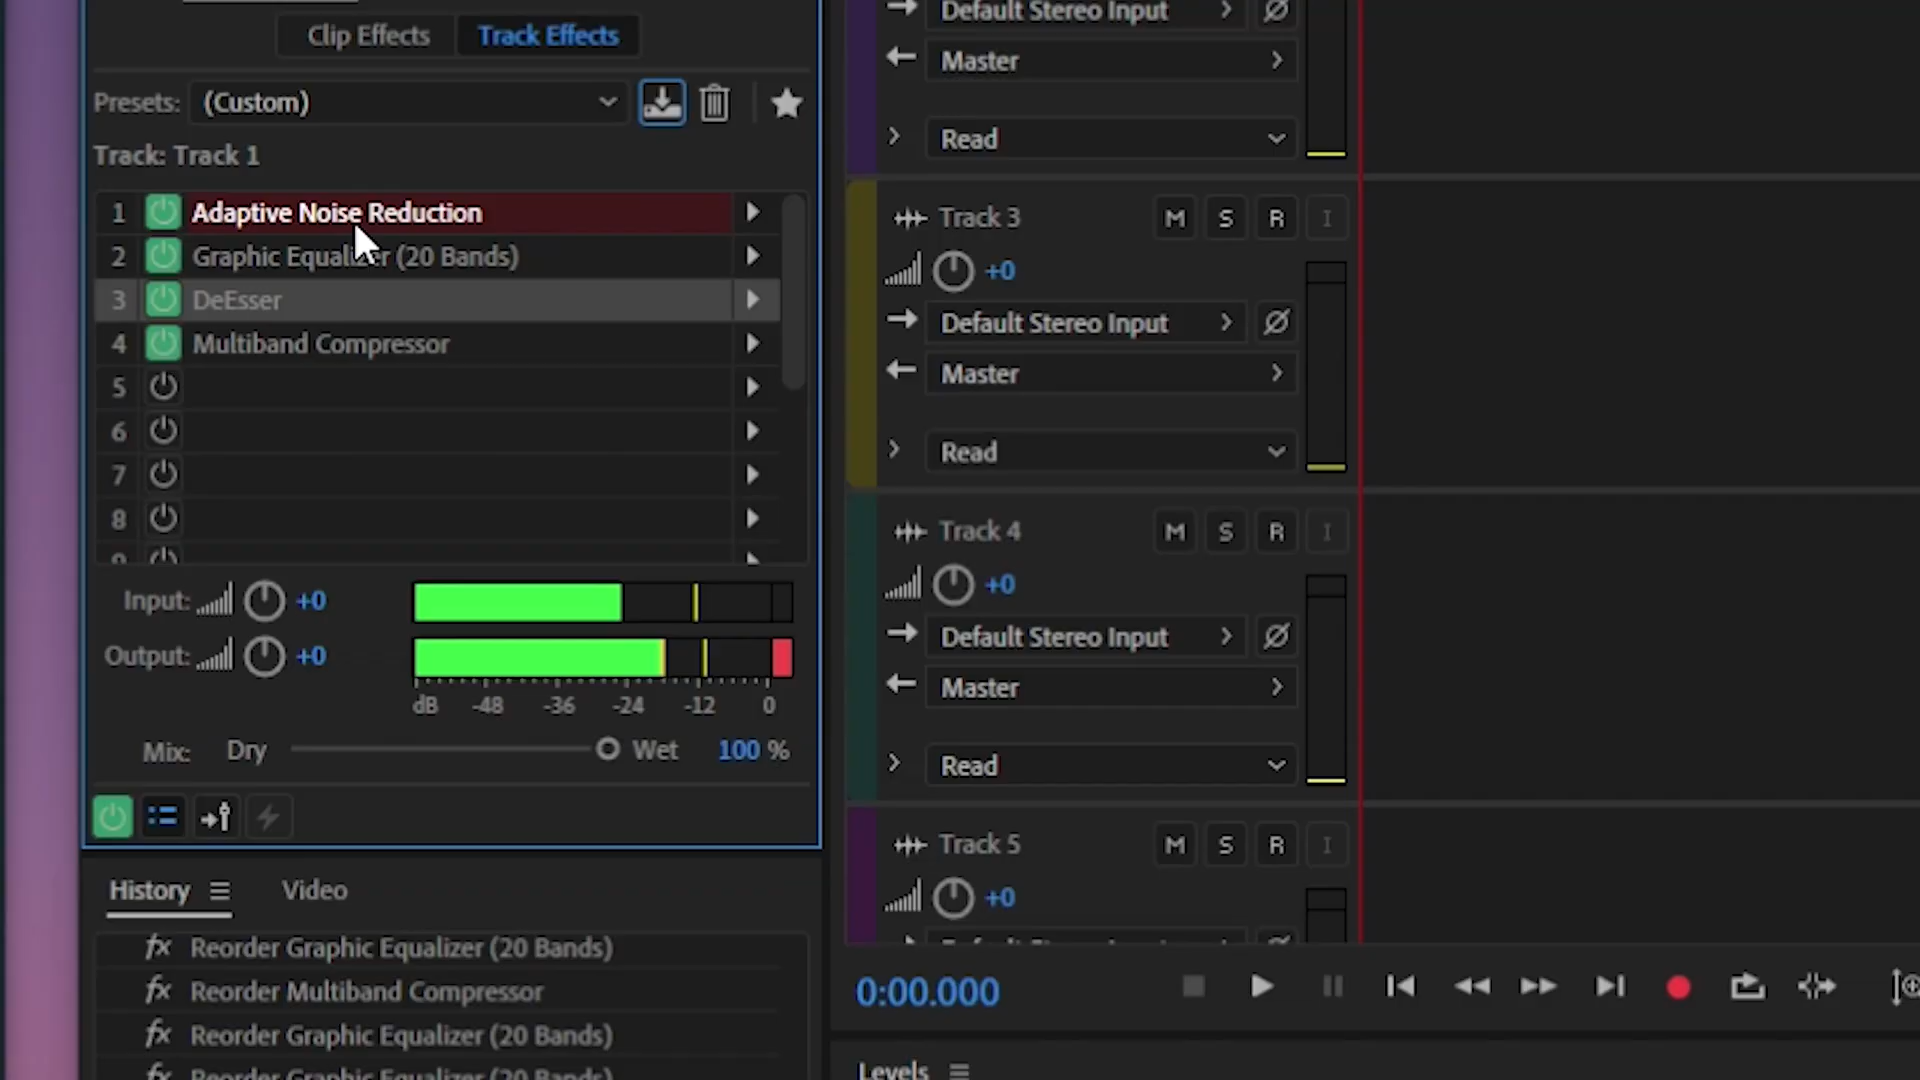 Clip Effects
Track Effects
Presets: (Custom)
Track: Track 1
1 Adaptive Noise Reduction
2 Graphic Equalizer (20 Bands)
3 DeEsser
4 Multiband Compressor
5
6
7
8
9
Input: +0
Output: +0
dB -48 -36 -24 -12 0
Mix: Dry Wet 100 %
History Video
fx Reorder Graphic Equalizer (20 Bands)
fx Reorder Multiband Compressor
fx Reorder Graphic Equalizer (20 Bands)
fx Reorder Graphic Equalizer (20 Bands)
Default Stereo Input
Master
Read
Track 3 M S R I
+0
Default Stereo Input
Master
Read
Track 4 M S R I
+0
Default Stereo Input
Master
Read
Track 5 M S R I
+0
Default Stereo Input
0:00.000
Levels